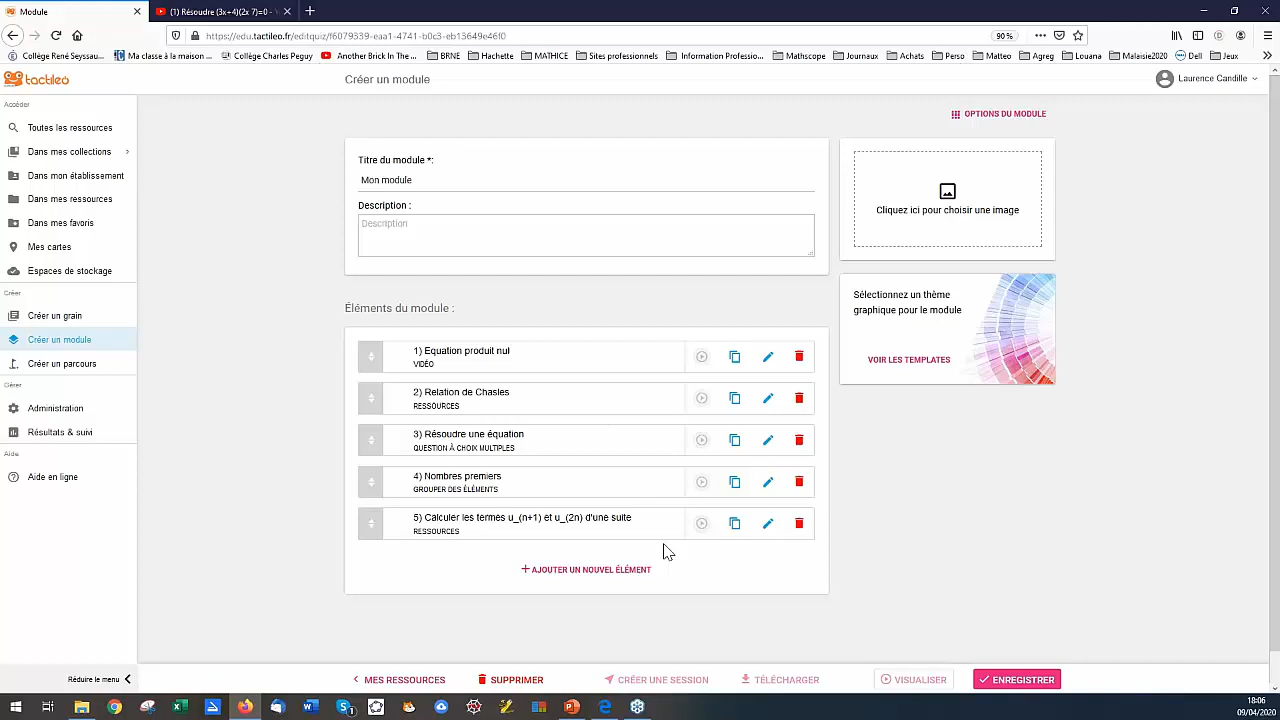 Module
(1) Résoudre (3x+4)(2x 7)=0 -
https://edu.tactileo.fr/editquiz/f6079339-eaa1-4741-b0c3-eb13649e46f0
90 %
Collège René Seyssau...
Ma classe à la maison ...
Collège Charles Peguy
Another Brick In The ...
BRNE
Hachette
MATHICE
Sites professionnels
Information Professio...
Mathscope
Journaux
Achats
Perso
Matteo
Agreg
Louana
Malaisie2020
Dell
Jeux
tactileo
Créer un module
Laurence Candille
Accéder
Toutes les ressources
Dans mes collections
Dans mon établissement
Dans mes ressources
Dans mes favoris
Mes cartes
Espaces de stockage
Créer
Créer un grain
Créer un module
Créer un parcours
Gérer
Administration
Résultats & suivi
Aide
Aide en ligne
Réduire le menu
OPTIONS DU MODULE
Titre du module *:
Mon module
Description :
Description
Cliquez ici pour choisir une image
Sélectionnez un thème
graphique pour le module
VOIR LES TEMPLATES
Éléments du module :
1) Equation produit nul
VIDÉO
2) Relation de Chasles
RESSOURCES
3) Résoudre une équation
QUESTION À CHOIX MULTIPLES
4) Nombres premiers
GROUPER DES ÉLÉMENTS
5) Calculer les termes u_(n+1) et u_(2n) d'une suite
RESSOURCES
+ AJOUTER UN NOUVEL ÉLÉMENT
MES RESSOURCES
SUPPRIMER
CRÉER UNE SESSION
TÉLÉCHARGER
VISUALISER
ENREGISTRER
18:06
09/04/2020